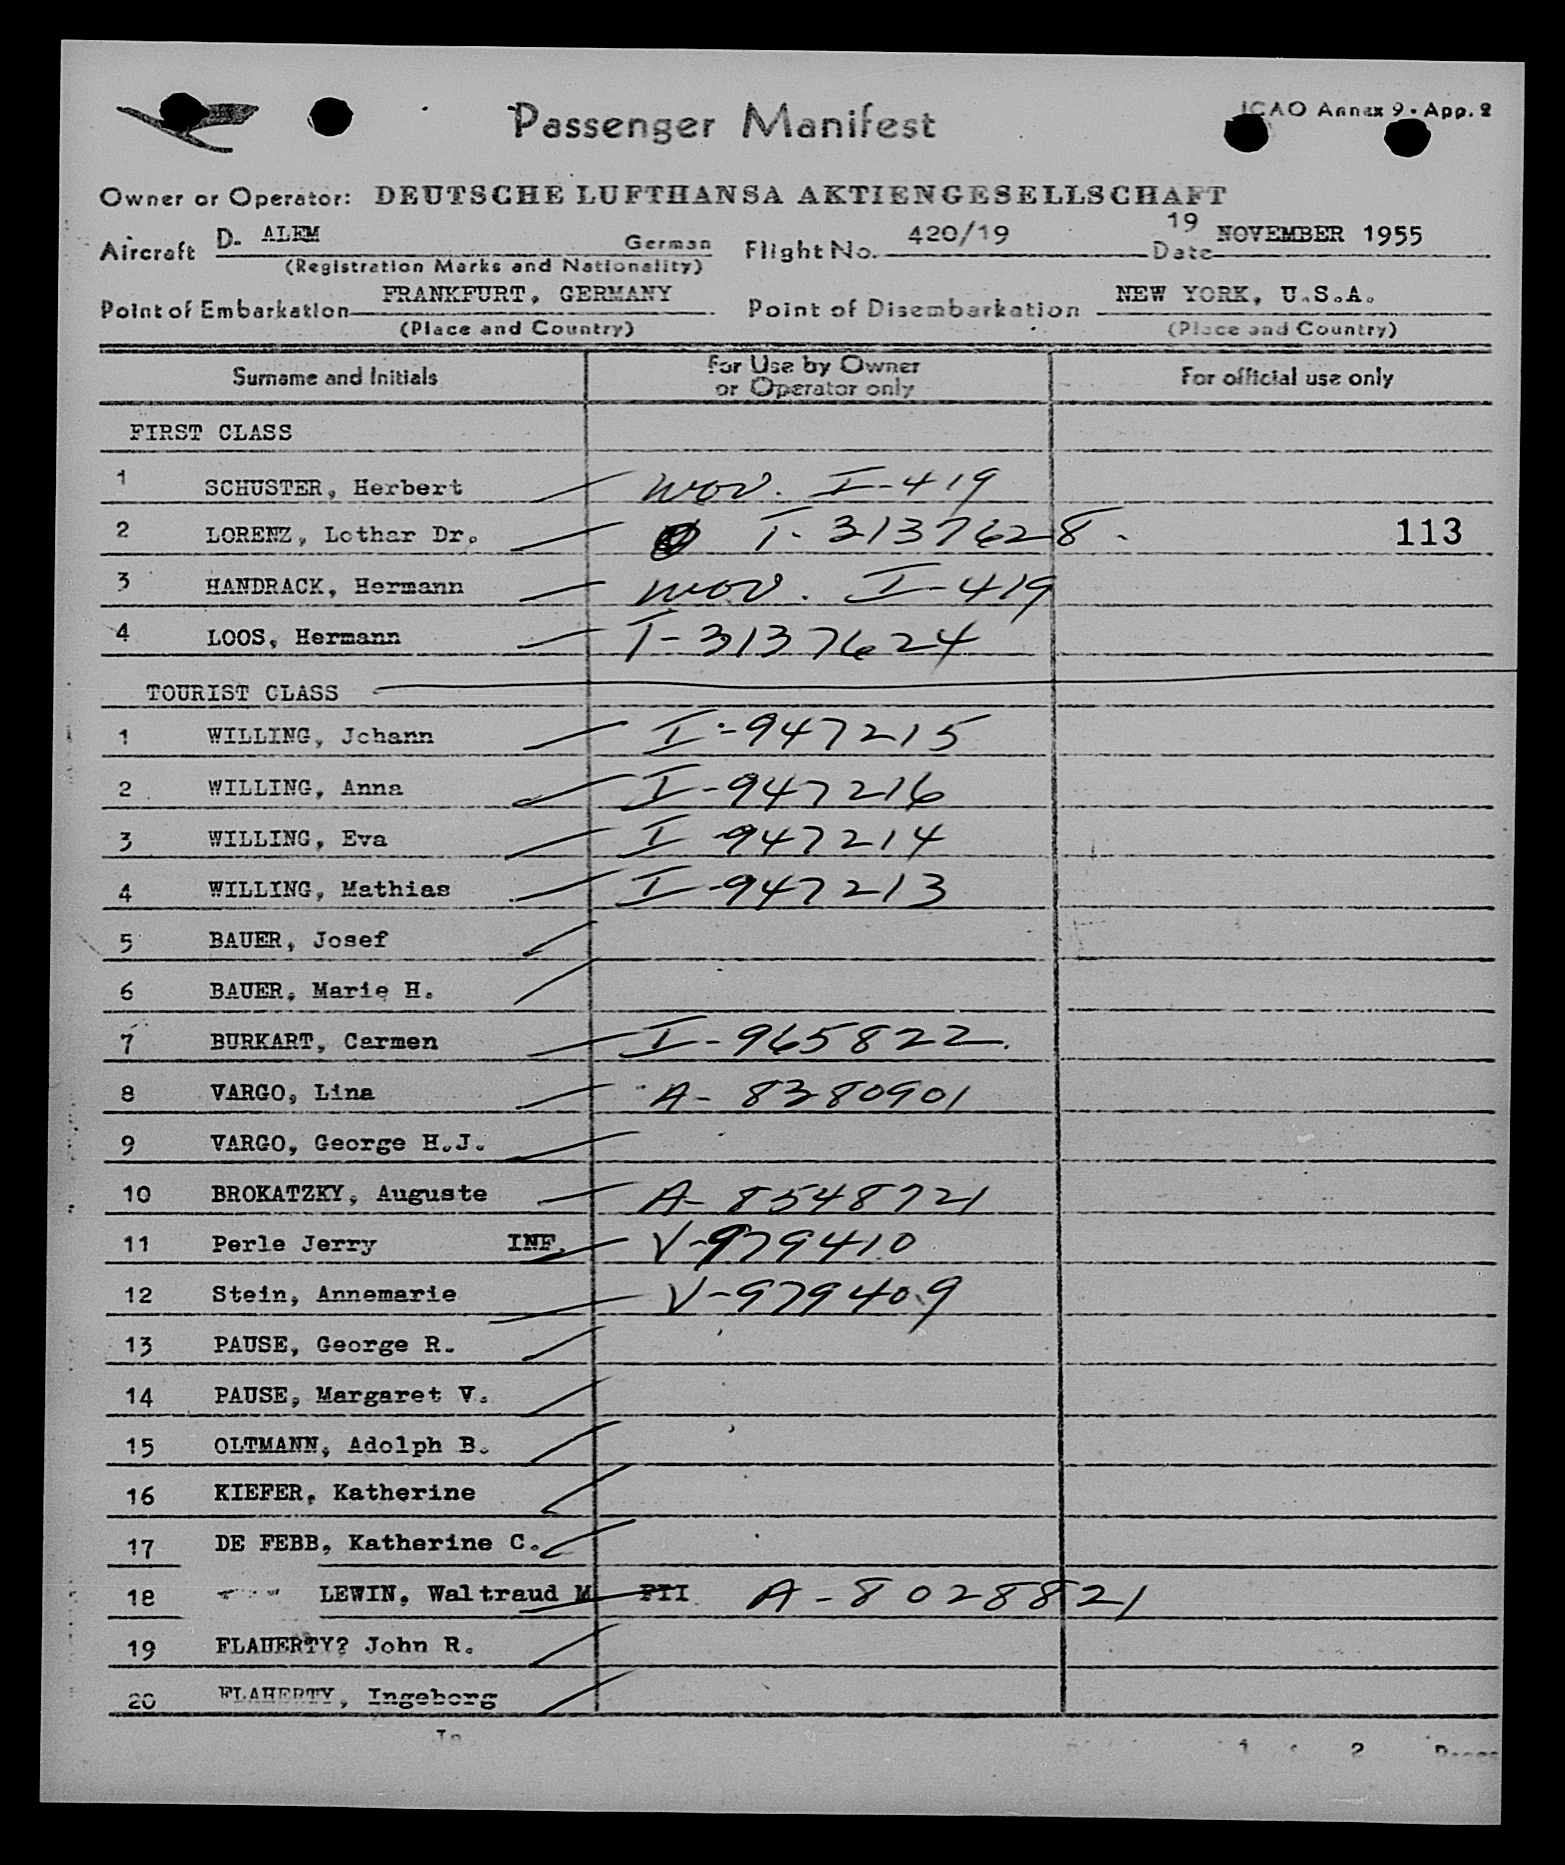 Passenger Manifest
ICAO Annex 9 - App. 2
Owner or Operator: DEUTSCHE LUFTHANSA AKTIENGESELLSCHAFT
Aircraft D. ALEM German Flight No. 420/19 Date 19 NOVEMBER 1955
(Registration Marks and Nationality)
Point of Embarkation FRANKFURT, GERMANY Point of Disembarkation NEW YORK, U.S.A.
(Place and Country) (Place and Country)
Surname and Initials For Use by Owner or Operator only For official use only
FIRST CLASS
1 SCHUSTER, Herbert wov. I-419
2 LORENZ, Lothar Dr. T-3137628. 113
3 HANDRACK, Hermann wov. I-419
4 LOOS, Hermann T-3137624
TOURIST CLASS
1 WILLING, Johann I-947215
2 WILLING, Anna I-947216
3 WILLING, Eva I-947214
4 WILLING, Mathias I-947213
5 BAUER, Josef
6 BAUER, Marie H.
7 BURKART, Carmen I-965822.
8 VARGO, Lina A-8380901
9 VARGO, George H.J.
10 BROKATZKY, Auguste A-8548721
11 Perle Jerry INF. V-979410
12 Stein, Annemarie V-979409
13 PAUSE, George R.
14 PAUSE, Margaret V.
15 OLTMANN, Adolph B.
16 KIEFER, Katherine
17 DE FEBB, Katherine C.
18 LEWIN, Waltraud M PII A-8028821
19 FLAHERTY? John R.
20 FLAHERTY, Ingeborg
1 2